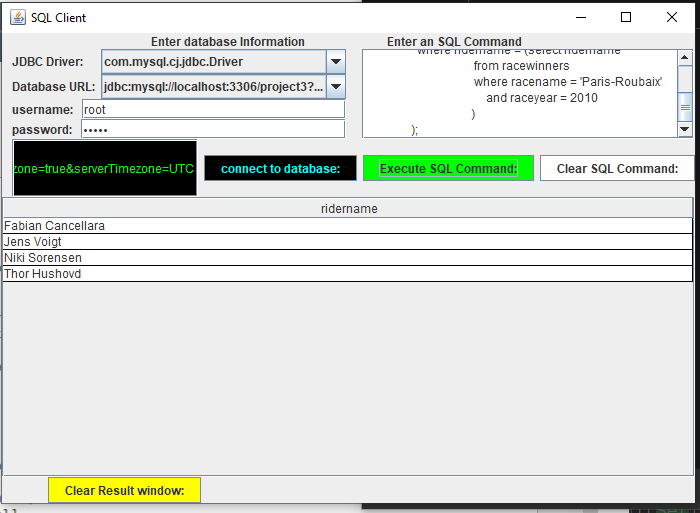 SQL Client
Enter database Information
Enter an SQL Command
JDBC Driver:
com.mysql.cj.jdbc.Driver
Database URL:
jdbc:mysql://localhost:3306/project3?...
username:
root
password:
•••••
where ridername = (select ridername
from racewinners
where racename = 'Paris-Roubaix'
and raceyear = 2010
)
);
zone=true&serverTimezone=UTC
connect to database:
Execute SQL Command:
Clear SQL Command:
ridername
Fabian Cancellara
Jens Voigt
Niki Sorensen
Thor Hushovd
Clear Result window: